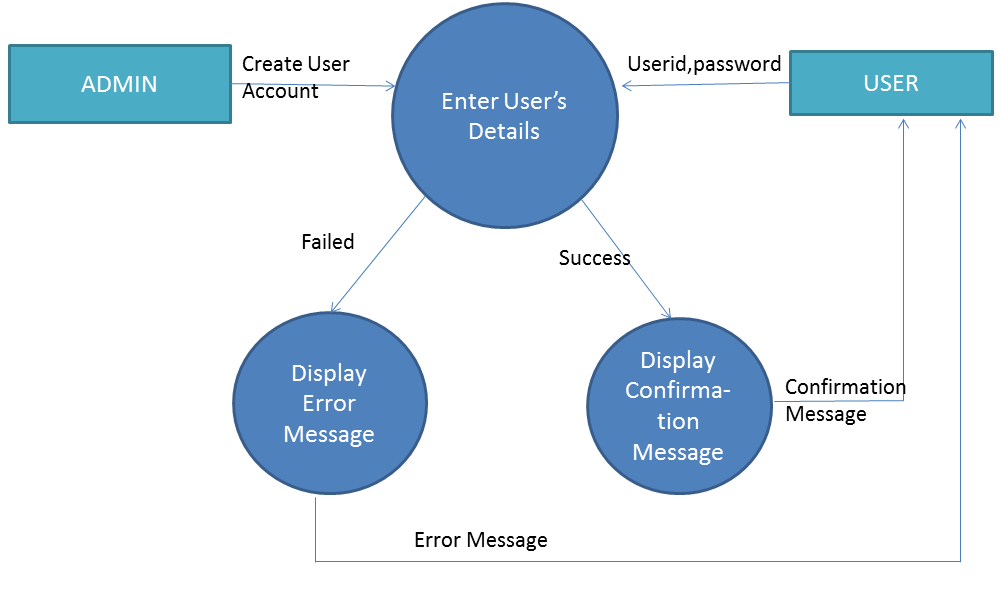 ADMIN
Create User
Account
Enter User’s
Details
Userid,password
USER
Failed
Success
Display
Error
Message
Display
Confirma-
tion
Message
Confirmation
Message
Error Message